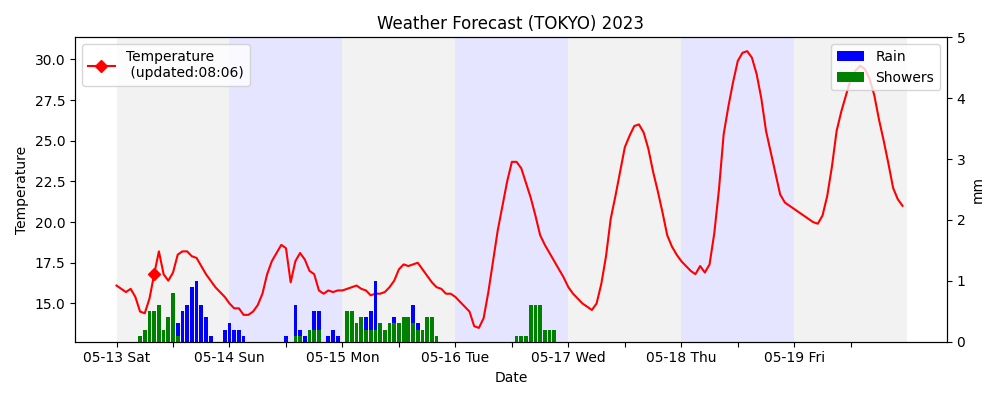 Weather Forecast (TOKYO) 2023
Temperature
(updated:08:06)
Rain
Showers
30.0
27.5
25.0
22.5
20.0
17.5
15.0
Temperature
5
4
3
2
1
0
mm
05-13 Sat
05-14 Sun
05-15 Mon
05-16 Tue
05-17 Wed
05-18 Thu
05-19 Fri
Date